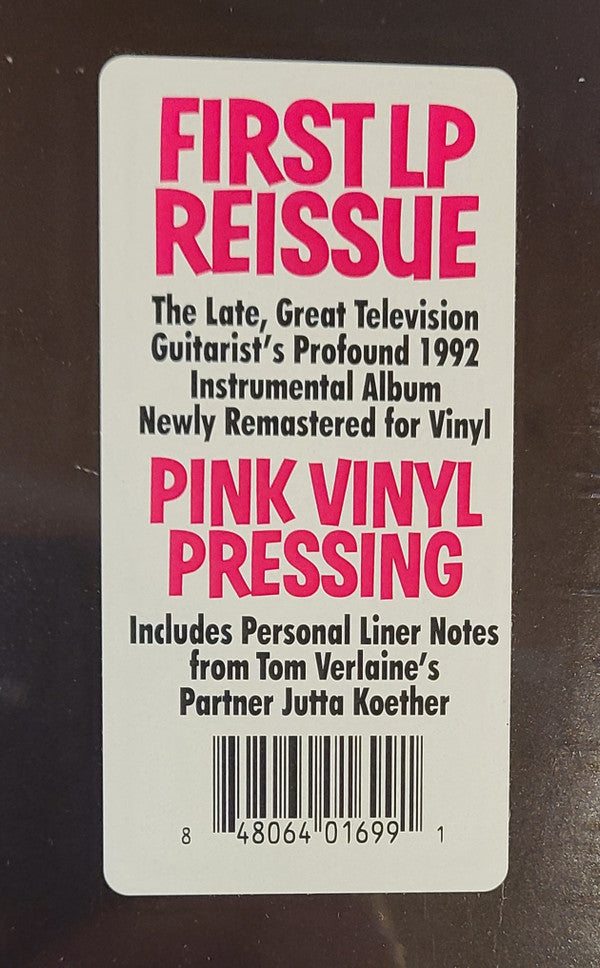 FIRST LP
REISSUE
The Late, Great Television
Guitarist's Profound 1992
Instrumental Album
Newly Remastered for Vinyl
PINK VINYL
PRESSING
Includes Personal Liner Notes
from Tom Verlaine's
Partner Jutta Koether
8 48064 01699 1